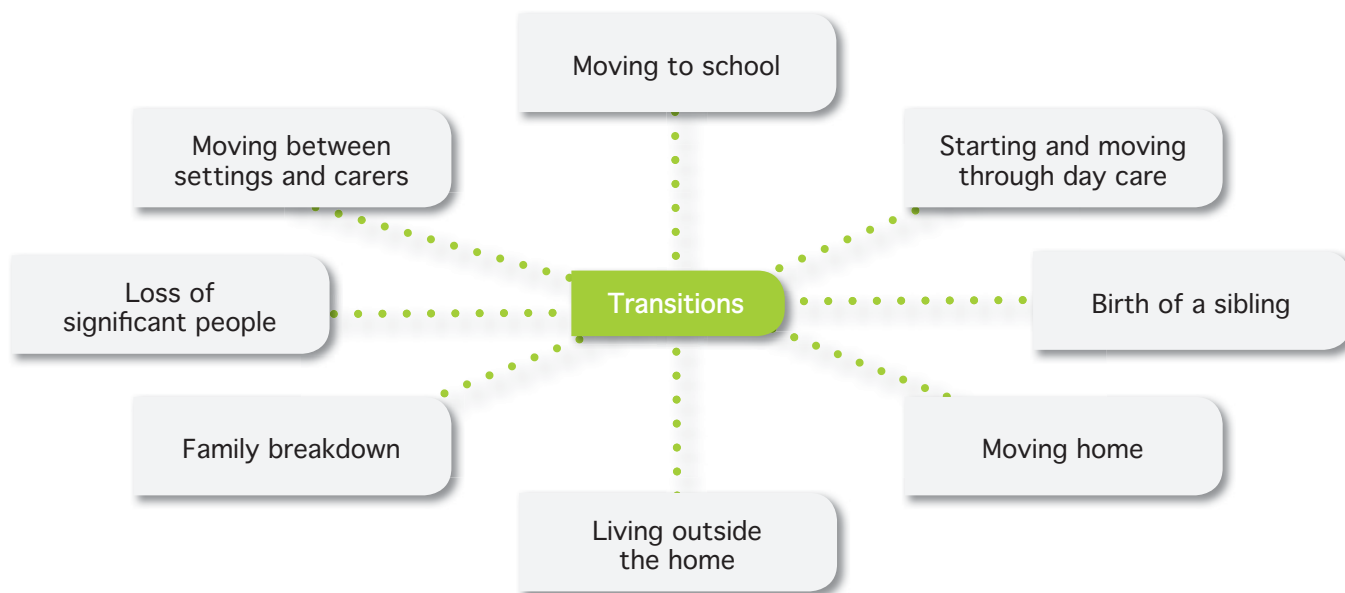 Moving to school
Moving between
settings and carers
Starting and moving
through day care
Loss of
significant people
Transitions
Birth of a sibling
Family breakdown
Moving home
Living outside
the home